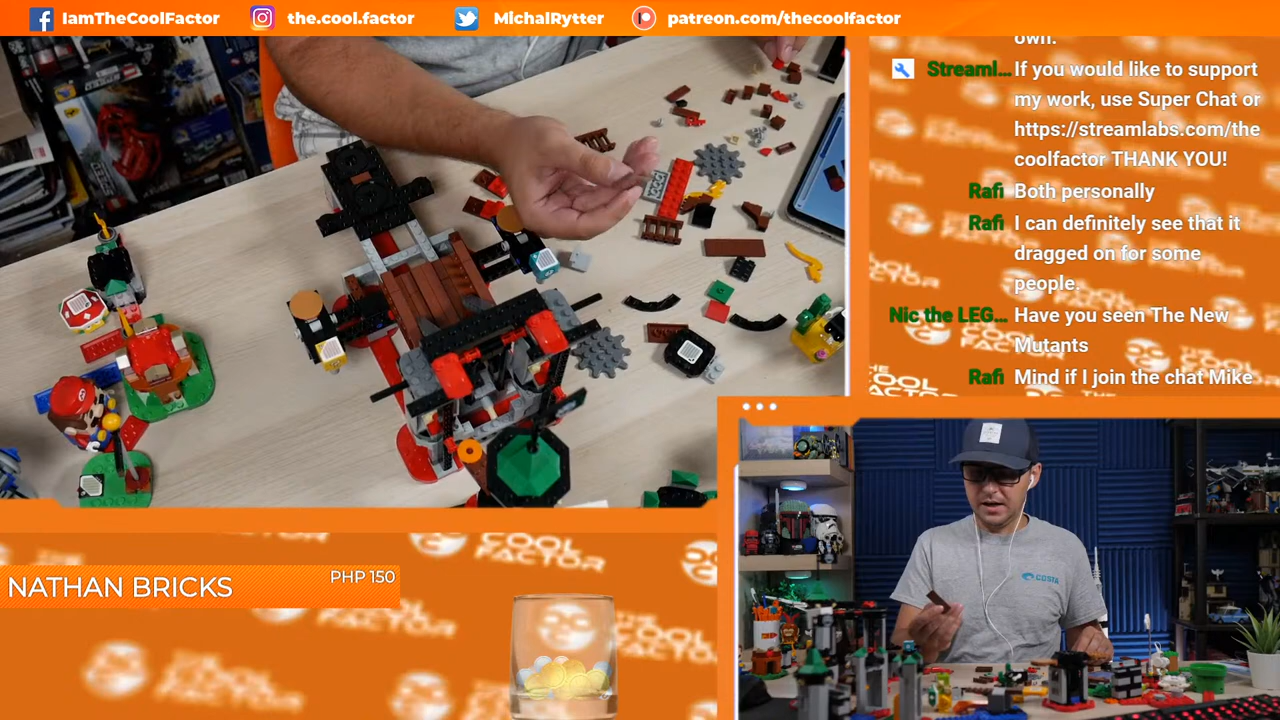 IamTheCoolFactor the.cool.factor MichalRytter patreon.com/thecoolfactor
own.
Streaml... If you would like to support
my work, use Super Chat or
https://streamlabs.com/the
coolfactor THANK YOU!
Rafi Both personally
Rafi I can definitely see that it
dragged on for some
people.
Nic the LEG... Have you seen The New
Mutants
Rafi Mind if I join the chat Mike
COSTA
NATHAN BRICKS PHP 150
THE COOL FACTOR